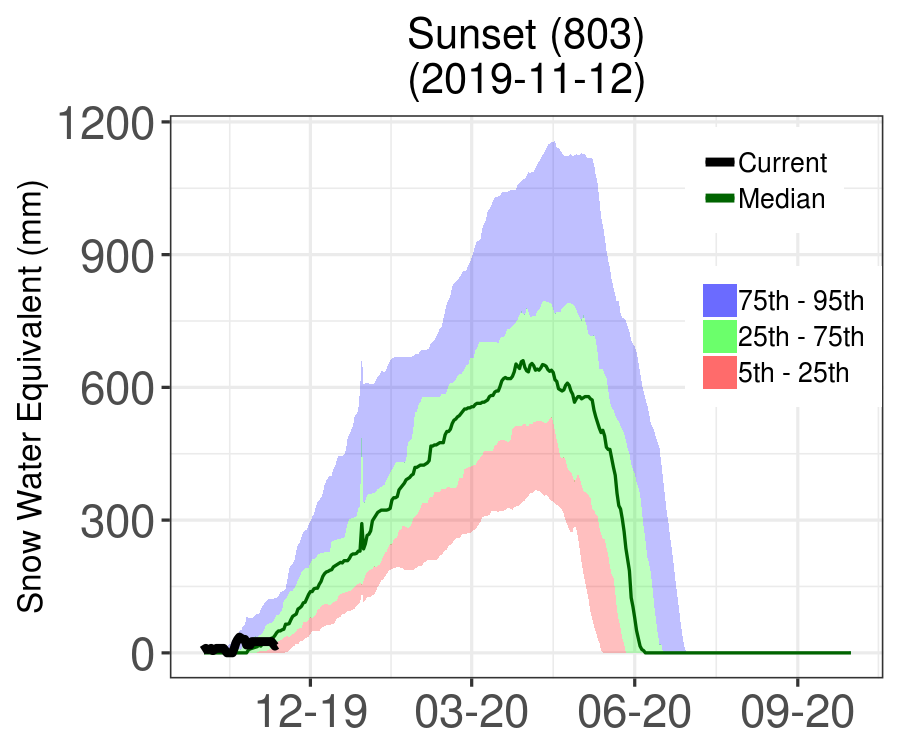 Sunset (803)
(2019-11-12)
Snow Water Equivalent (mm)
1200
900
600
300
0
Current
Median
75th - 95th
25th - 75th
5th - 25th
12-19
03-20
06-20
09-20